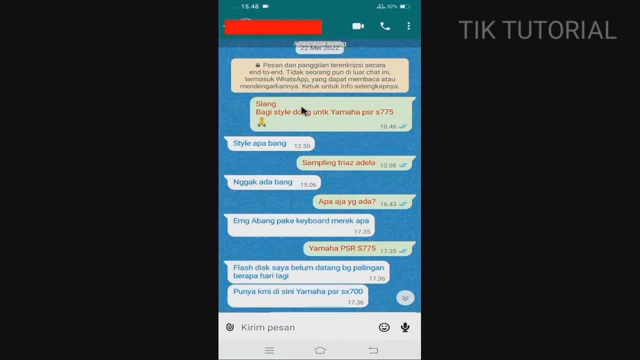 15.48
TIK TUTORIAL
22 Mei 2022
Pesan dan panggilan terenkripsi secara
end-to-end. Tidak seorang pun di luar chat ini,
termasuk WhatsApp, yang dapat membaca atau
mendengarkannya. Ketuk untuk info selengkapnya.
Siang
Bagi style dong untk Yamaha psr s775
10.46
Style apa bang 12.50
Sampling triaz adela 13.08
Nggak ada bang 15.06
Apa aja yg ada? 16.43
Emg Abang pake keyboard merek apa
17.35
Yamaha PSR S775 17.35
Flash disk saya belum datang bg palingan
berapa hari lagi 17.36
Punya kmi di sini Yamaha psr sx700
17.36
Kirim pesan